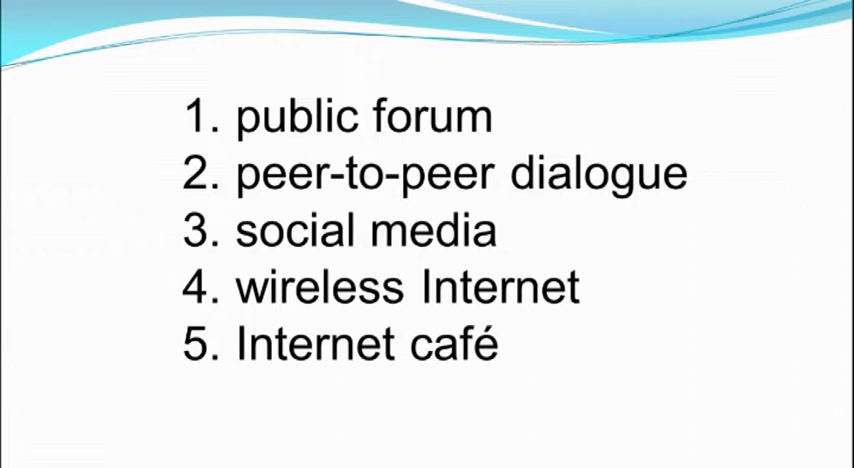 1. public forum
2. peer-to-peer dialogue
3. social media
4. wireless Internet
5. Internet café